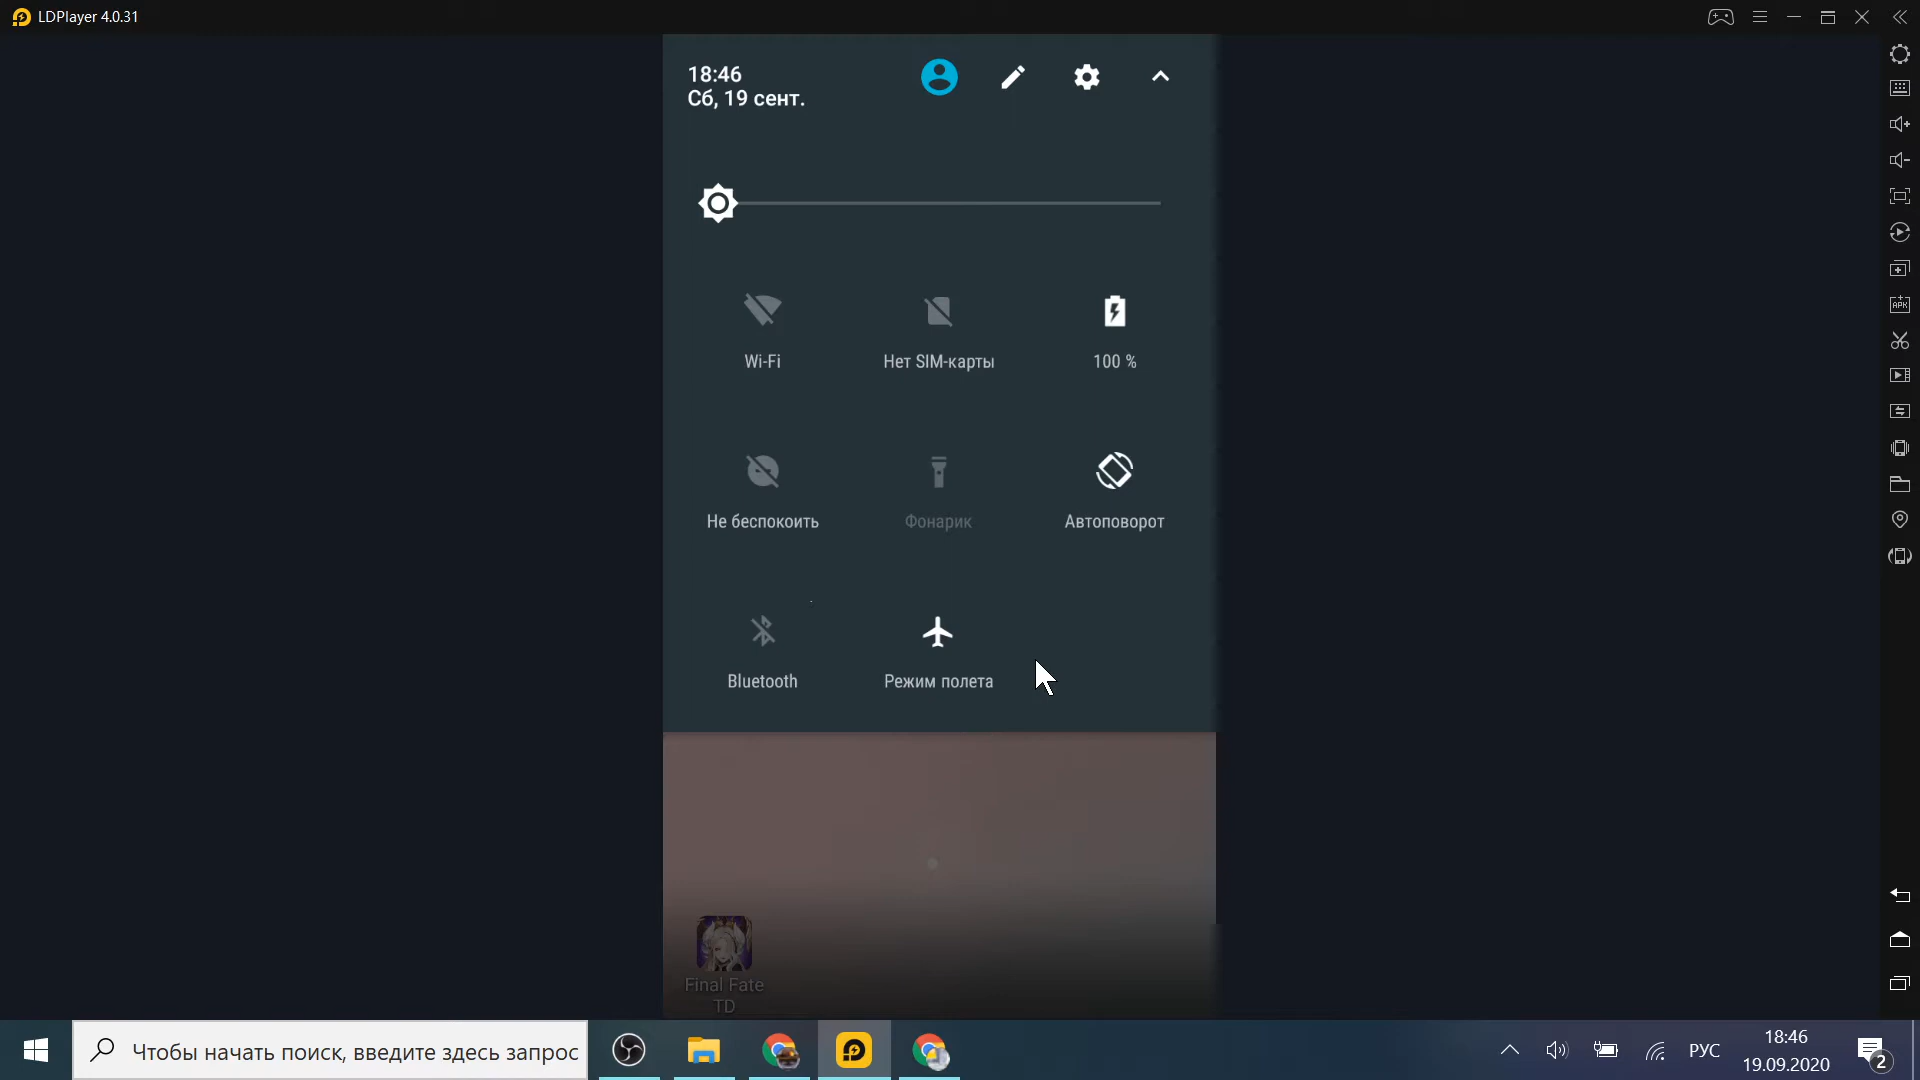 LDPlayer 4.0.31
18:46
Сб, 19 сент.
Wi-Fi
Нет SIM-карты
100 %
Не беспокоить
Фонарик
Автоповорот
Bluetooth
Режим полета
Final Fate
TD
APK
Чтобы начать поиск, введите здесь запрос
РУС
18:46
19.09.2020
2